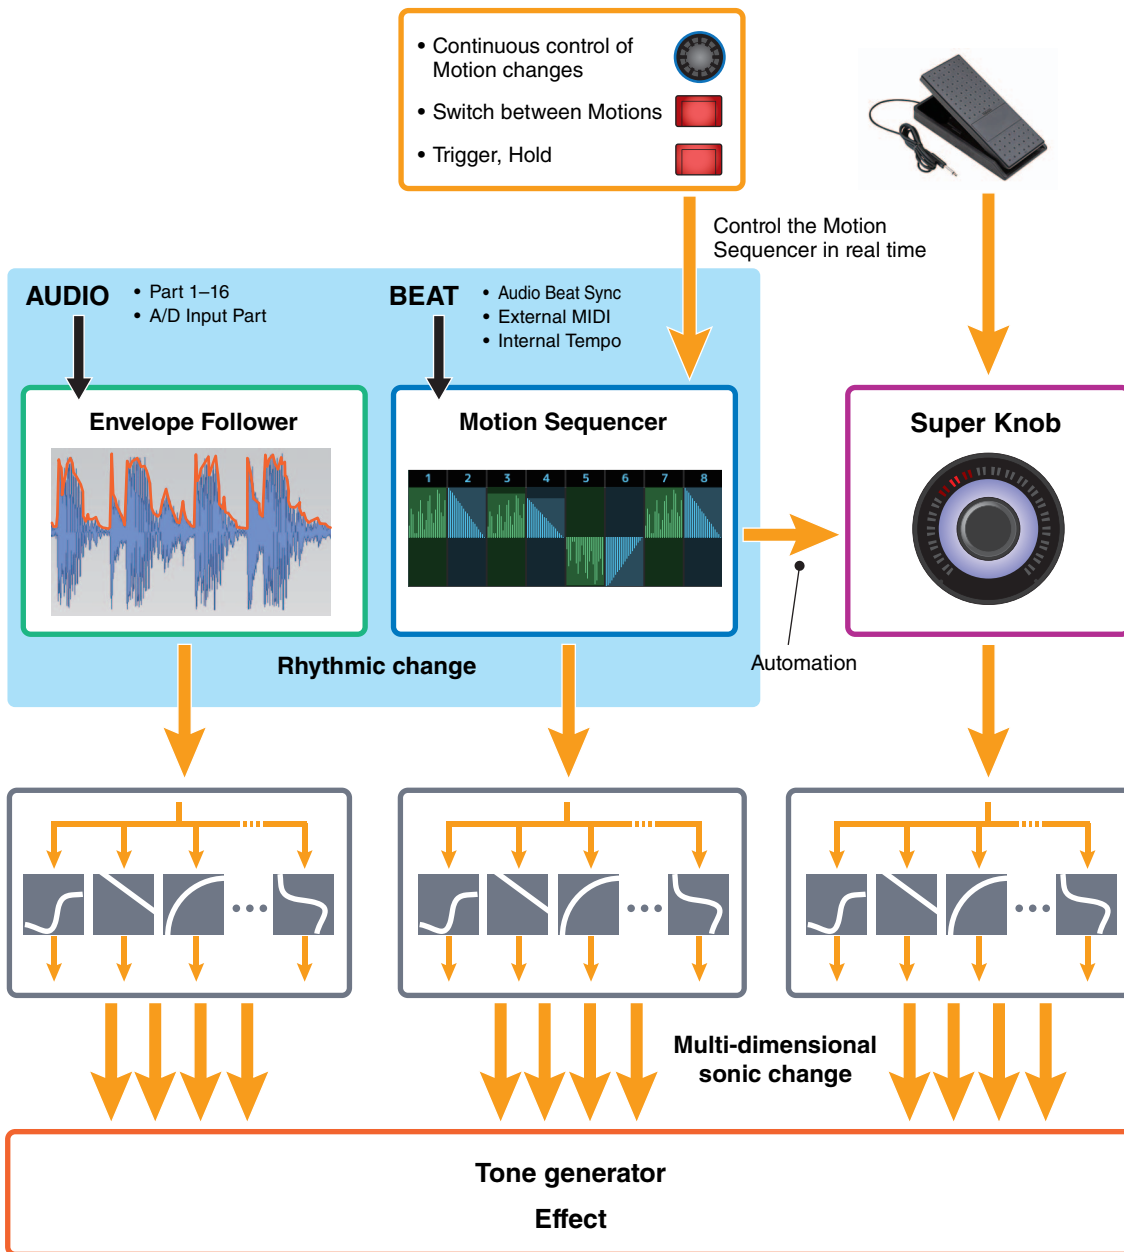 • Continuous control of
Motion changes
• Switch between Motions
• Trigger, Hold
Control the Motion
Sequencer in real time
AUDIO
• Part 1–16
• A/D Input Part
BEAT
• Audio Beat Sync
• External MIDI
• Internal Tempo
Envelope Follower
Motion Sequencer
1 2 3 4 5 6 7 8
Super Knob
Automation
Rhythmic change
Multi-dimensional
sonic change
Tone generator
Effect